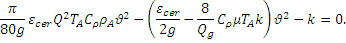 π/80g ε_cer Q² T_A C_ρ ρ_A ϑ² − (ε_cer/2g − 8/Q_g C_ρ μ T_A k) ϑ² − k = 0.